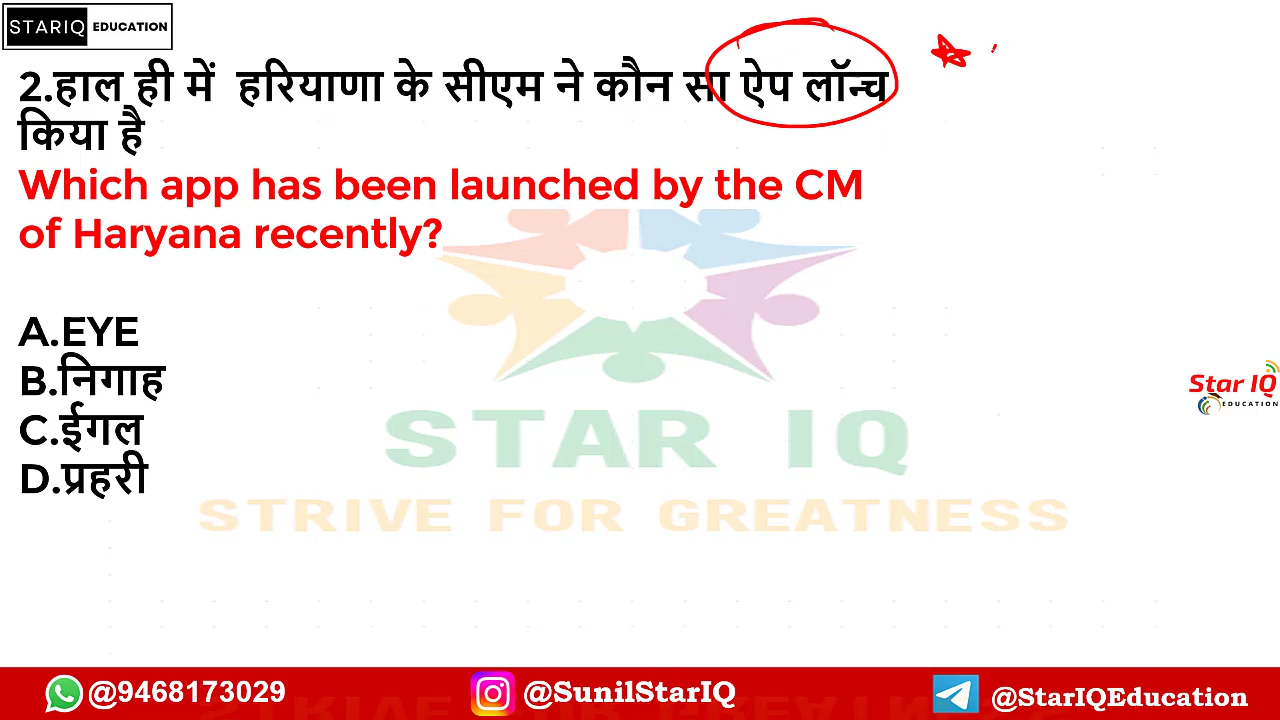 STARIQ EDUCATION
2.हाल ही में हरियाणा के सीएम ने कौन सा ऐप लॉन्च
किया है
Which app has been launched by the CM
of Haryana recently?
A.EYE
B.निगाह
C.ईगल
D.प्रहरी
Star IQ
EDUCATION
STAR IQ
STRIVE FOR GREATNESS
@9468173029 @SunilStarIQ @StarIQEducation